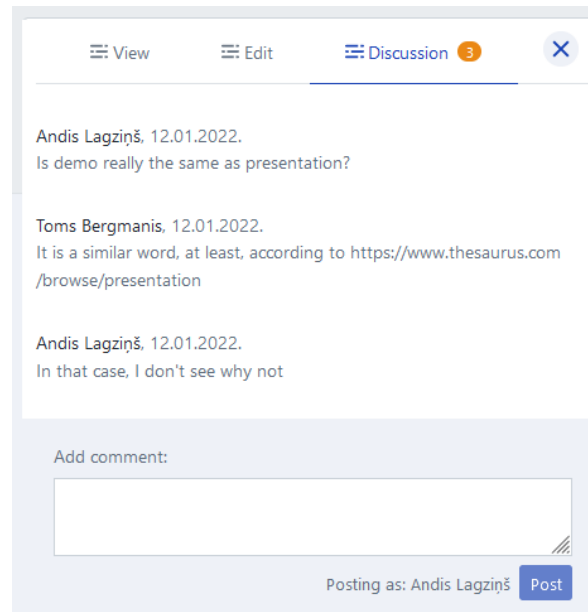 View Edit Discussion 3
Andis Lagziņš, 12.01.2022.
Is demo really the same as presentation?
Toms Bergmanis, 12.01.2022.
It is a similar word, at least, according to https://www.thesaurus.com
/browse/presentation
Andis Lagziņš, 12.01.2022.
In that case, I don't see why not
Add comment:
Posting as: Andis Lagziņš Post